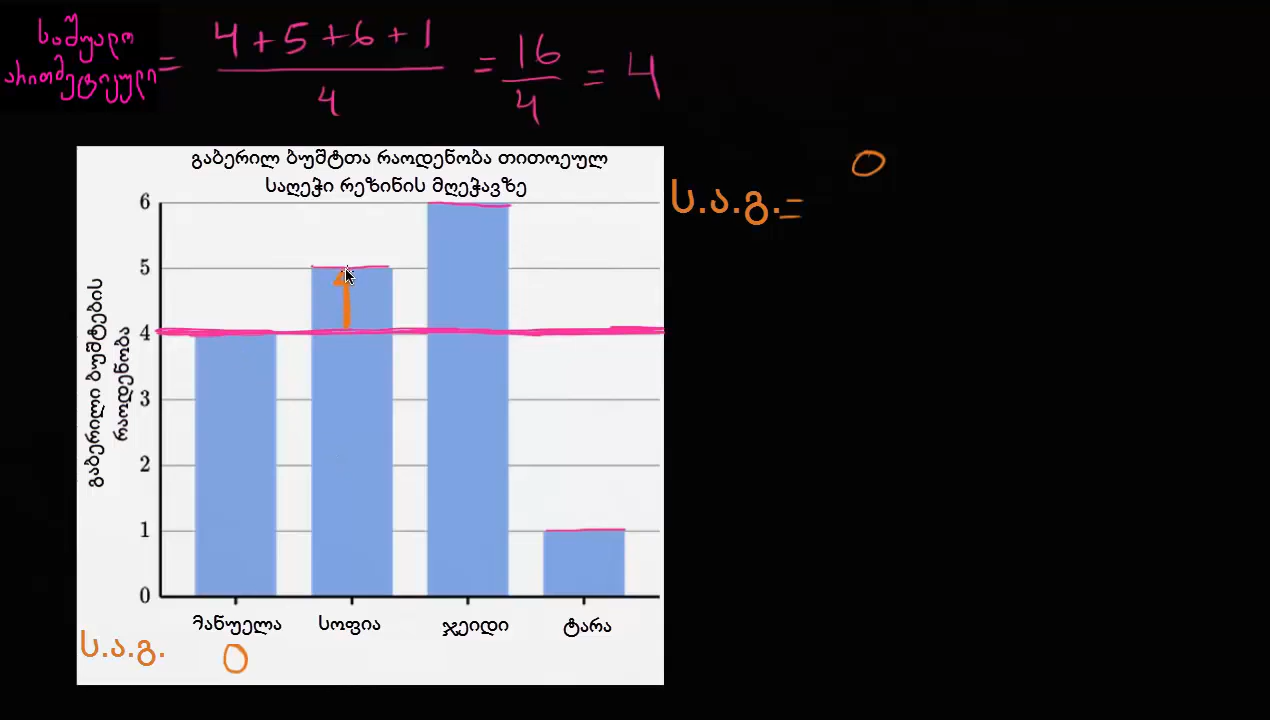 საშუალო
არითმეტიკული = 4 + 5 + 6 + 1 / 4 = 16 / 4 = 4
გაბერილ ბუშტთა რაოდენობა თითოეულ
საღეჭი რეზინის მღეჭავზე
0
ს.ა.გ.=
გაბერილი ბუშტების
რაოდენობა
6
5
4
3
2
1
0
მანუელა სოფია ჯეიდი ტარა
ს.ა.გ. 0